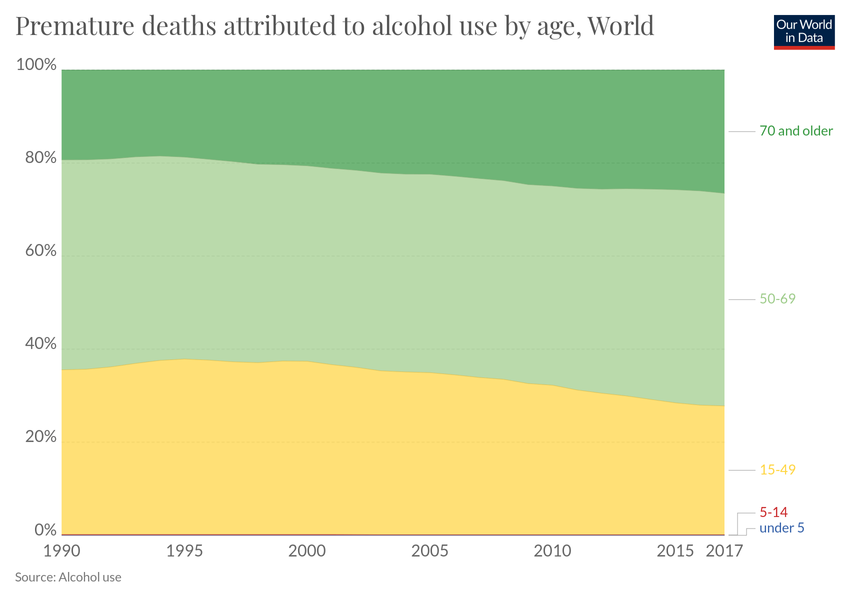 Premature deaths attributed to alcohol use by age, World
Our World
in Data
100%
80%
60%
40%
20%
0%
70 and older
50-69
15-49
5-14
under 5
1990 1995 2000 2005 2010 2015 2017
Source: Alcohol use